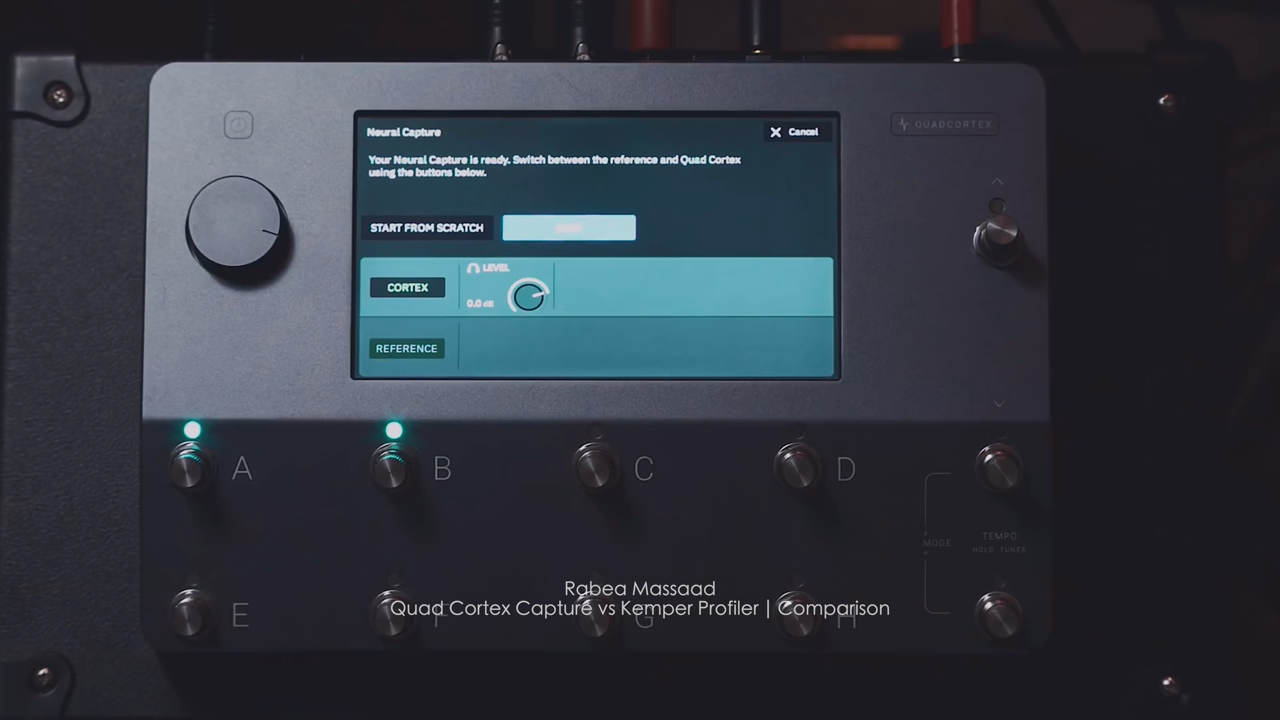 Neural Capture
Cancel
QUADCORTEX
Your Neural Capture is ready. Switch between the reference and Quad Cortex
using the buttons below.
START FROM SCRATCH
LEVEL
CORTEX
0.0 dB
REFERENCE
A
B
C
D
MODE
TEMPO
HOLD TUNER
Rabea Massaad
Quad Cortex Capture vs Kemper Profiler | Comparison
E
F
G
H